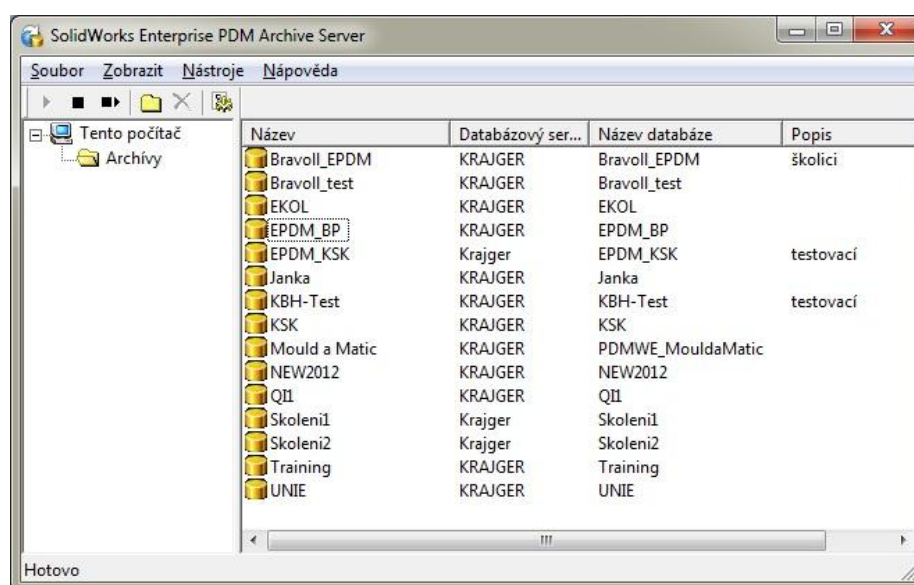 SolidWorks Enterprise PDM Archive Server
Soubor Zobrazit Nástroje Nápověda
Tento počítač
Archívy
Název Databázový ser... Název databáze Popis
Bravoll_EPDM KRAJGER Bravoll_EPDM školici
Bravoll_test KRAJGER Bravoll_test
EKOL KRAJGER EKOL
EPDM_BP KRAJGER EPDM_BP
EPDM_KSK Krajger EPDM_KSK testovací
Janka KRAJGER Janka
KBH-Test KRAJGER KBH-Test testovací
KSK KRAJGER KSK
Mould a Matic KRAJGER PDMWE_MouldaMatic
NEW2012 KRAJGER NEW2012
QI1 KRAJGER QI1
Skoleni1 Krajger Skoleni1
Skoleni2 Krajger Skoleni2
Training KRAJGER Training
UNIE KRAJGER UNIE
Hotovo